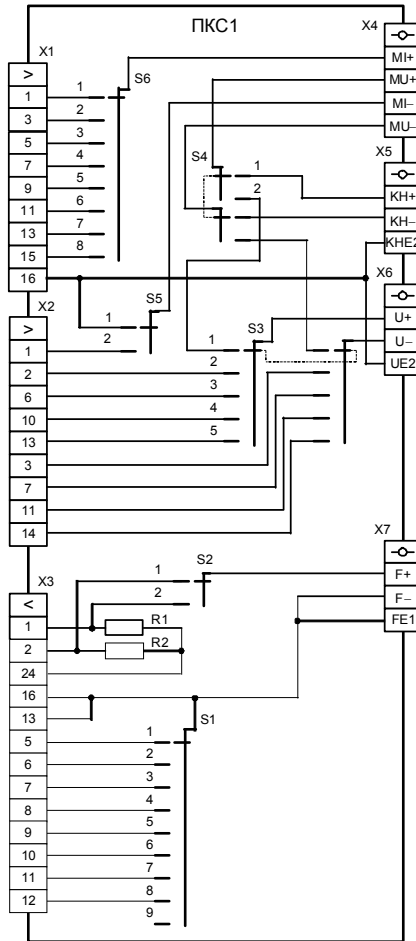 ПКС1
X1
>
1
3
5
7
9
11
13
15
16
S6
1
2
3
4
5
6
7
8
X4
MI+
MU+
MI–
MU–
S4
1
2
X5
KH+
KH–
KHE2
X2
>
1
2
6
10
13
3
7
11
14
S5
1
2
S3
1
2
3
4
5
X6
U+
U–
UE2
X7
F+
F–
FE1
S2
1
2
X3
<
1
2
24
16
13
5
6
7
8
9
10
11
12
R1
R2
S1
1
2
3
4
5
6
7
8
9